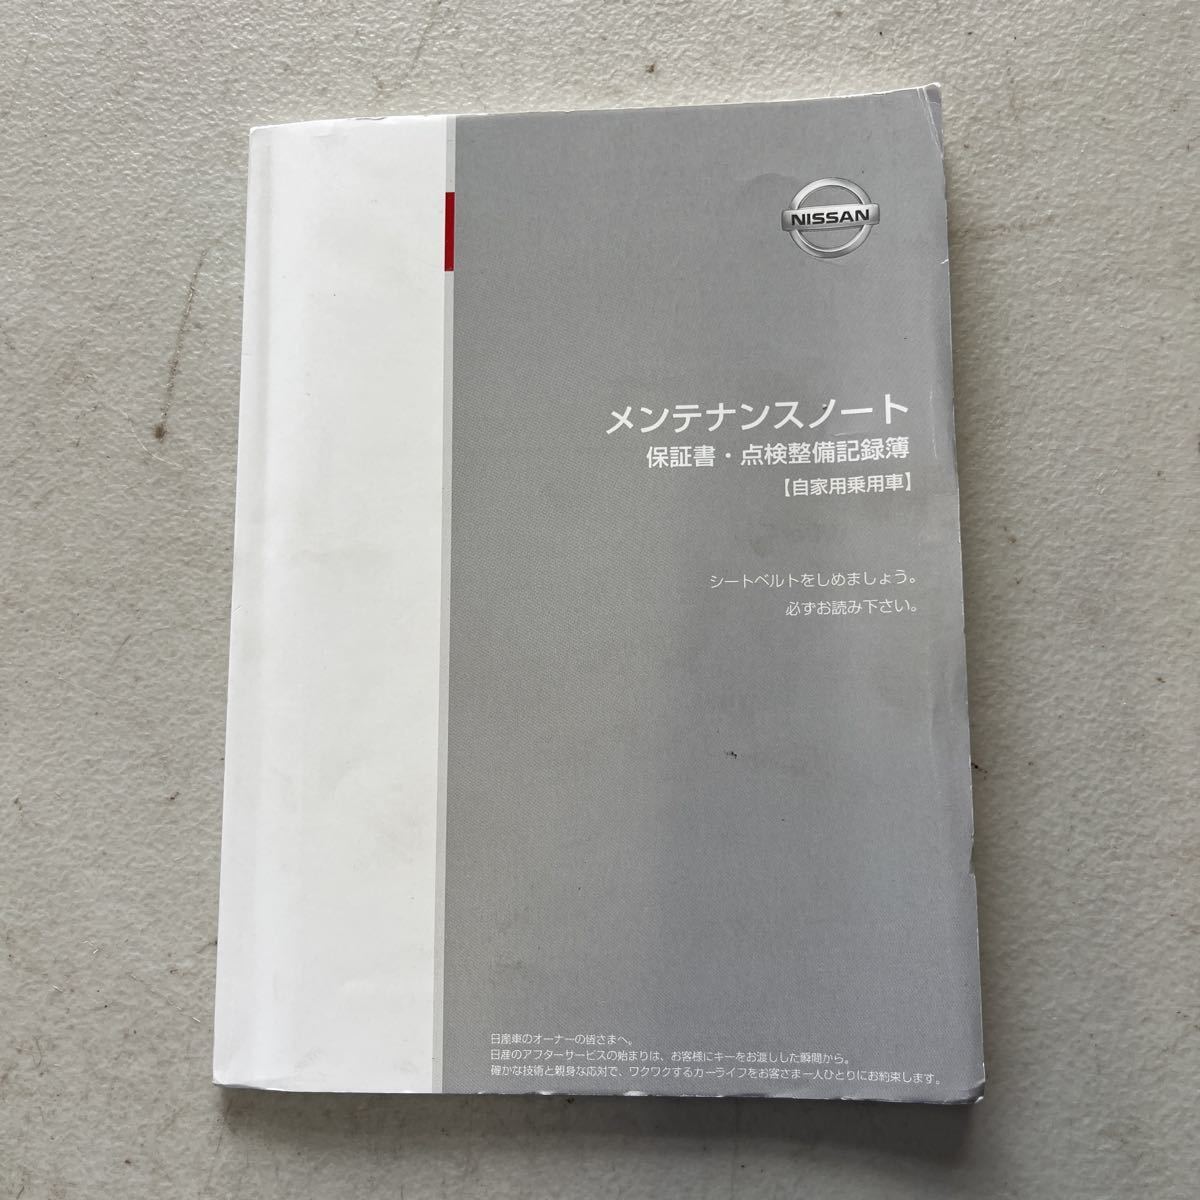 NISSAN
メンテナンスノート
保証書・点検整備記録簿
【自家用乗用車】
シートベルトをしめましょう。
必ずお読み下さい。
日産車のオーナーの皆さまへ。
日産のアフターサービスの始まりは、お客様にキーをお渡しした瞬間から。
確かな技術と親身な応対で、ワクワクするカーライフをお客さま一人ひとりにお約束します。